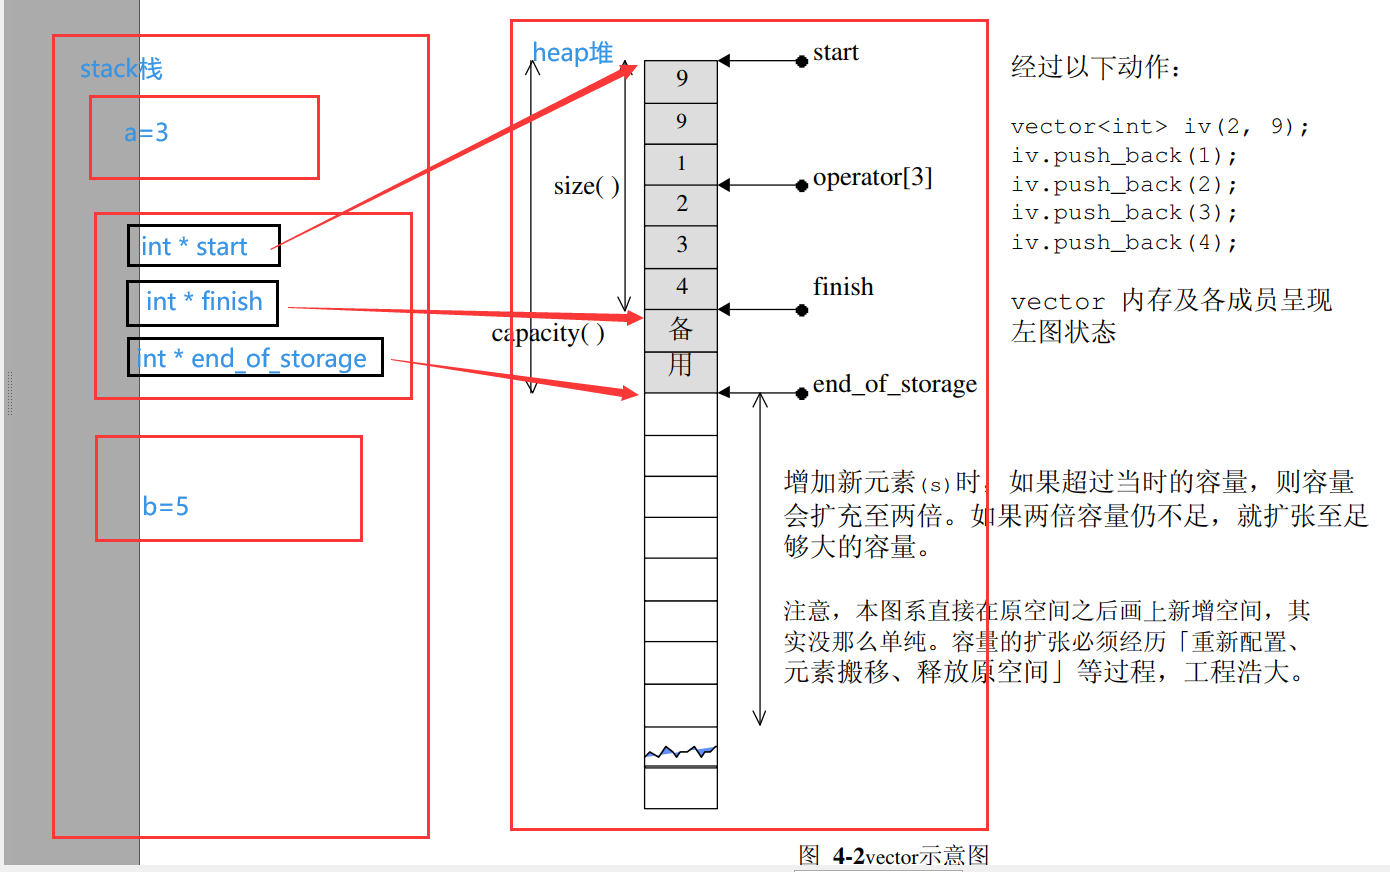 stack栈
a=3
int * start
int * finish
int * end_of_storage
b=5
heap堆
size( )
capacity( )
9
9
1
2
3
4
备
用
start
operator[3]
finish
end_of_storage
经过以下动作：
vector<int> iv(2, 9);
iv.push_back(1);
iv.push_back(2);
iv.push_back(3);
iv.push_back(4);
vector 内存及各成员呈现
左图状态
增加新元素(s)时，如果超过当时的容量，则容量
会扩充至两倍。如果两倍容量仍不足，就扩张至足
够大的容量。
注意，本图系直接在原空间之后画上新增空间，其
实没那么单纯。容量的扩张必须经历「重新配置、
元素搬移、释放原空间」等过程，工程浩大。
图 4-2vector示意图